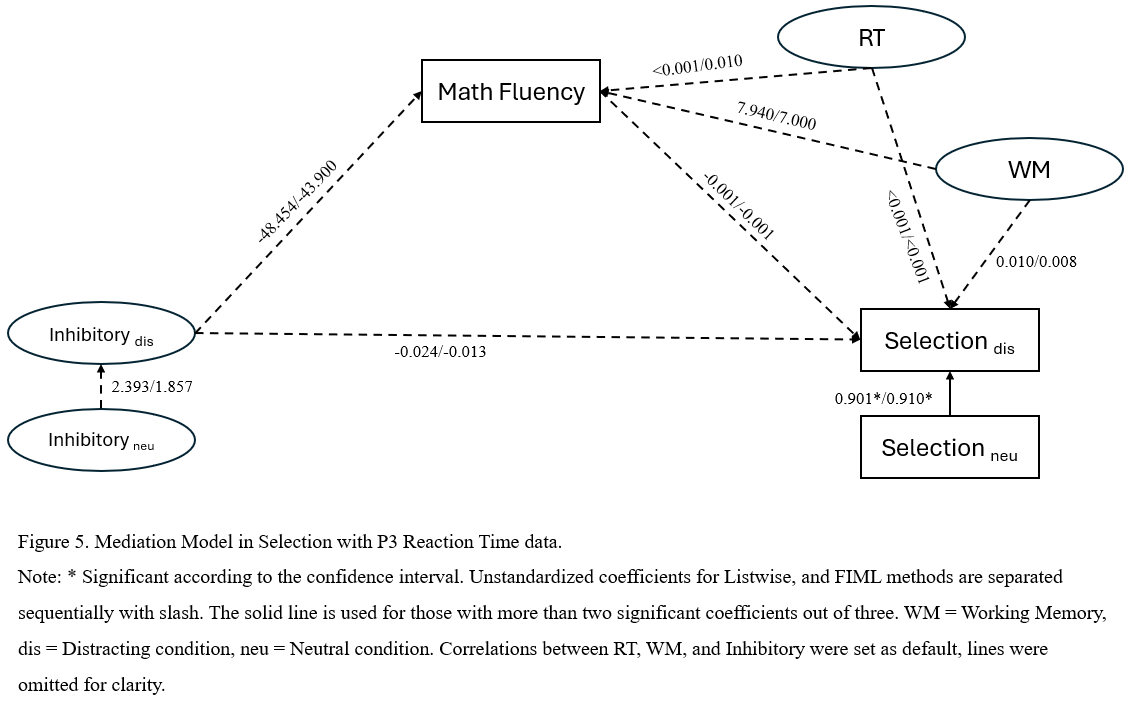 RT
<0.001/0.010
Math Fluency
7.940/7.000
WM
-48.454/-43.900
-0.001/-0.001
<0.001/<0.001
0.010/0.008
Inhibitory dis
Selection dis
-0.024/-0.013
2.393/1.857
0.901*/0.910*
Inhibitory neu
Selection neu
Figure 5. Mediation Model in Selection with P3 Reaction Time data.
Note: * Significant according to the confidence interval. Unstandardized coefficients for Listwise, and FIML methods are separated
sequentially with slash. The solid line is used for those with more than two significant coefficients out of three. WM = Working Memory,
dis = Distracting condition, neu = Neutral condition. Correlations between RT, WM, and Inhibitory were set as default, lines were
omitted for clarity.